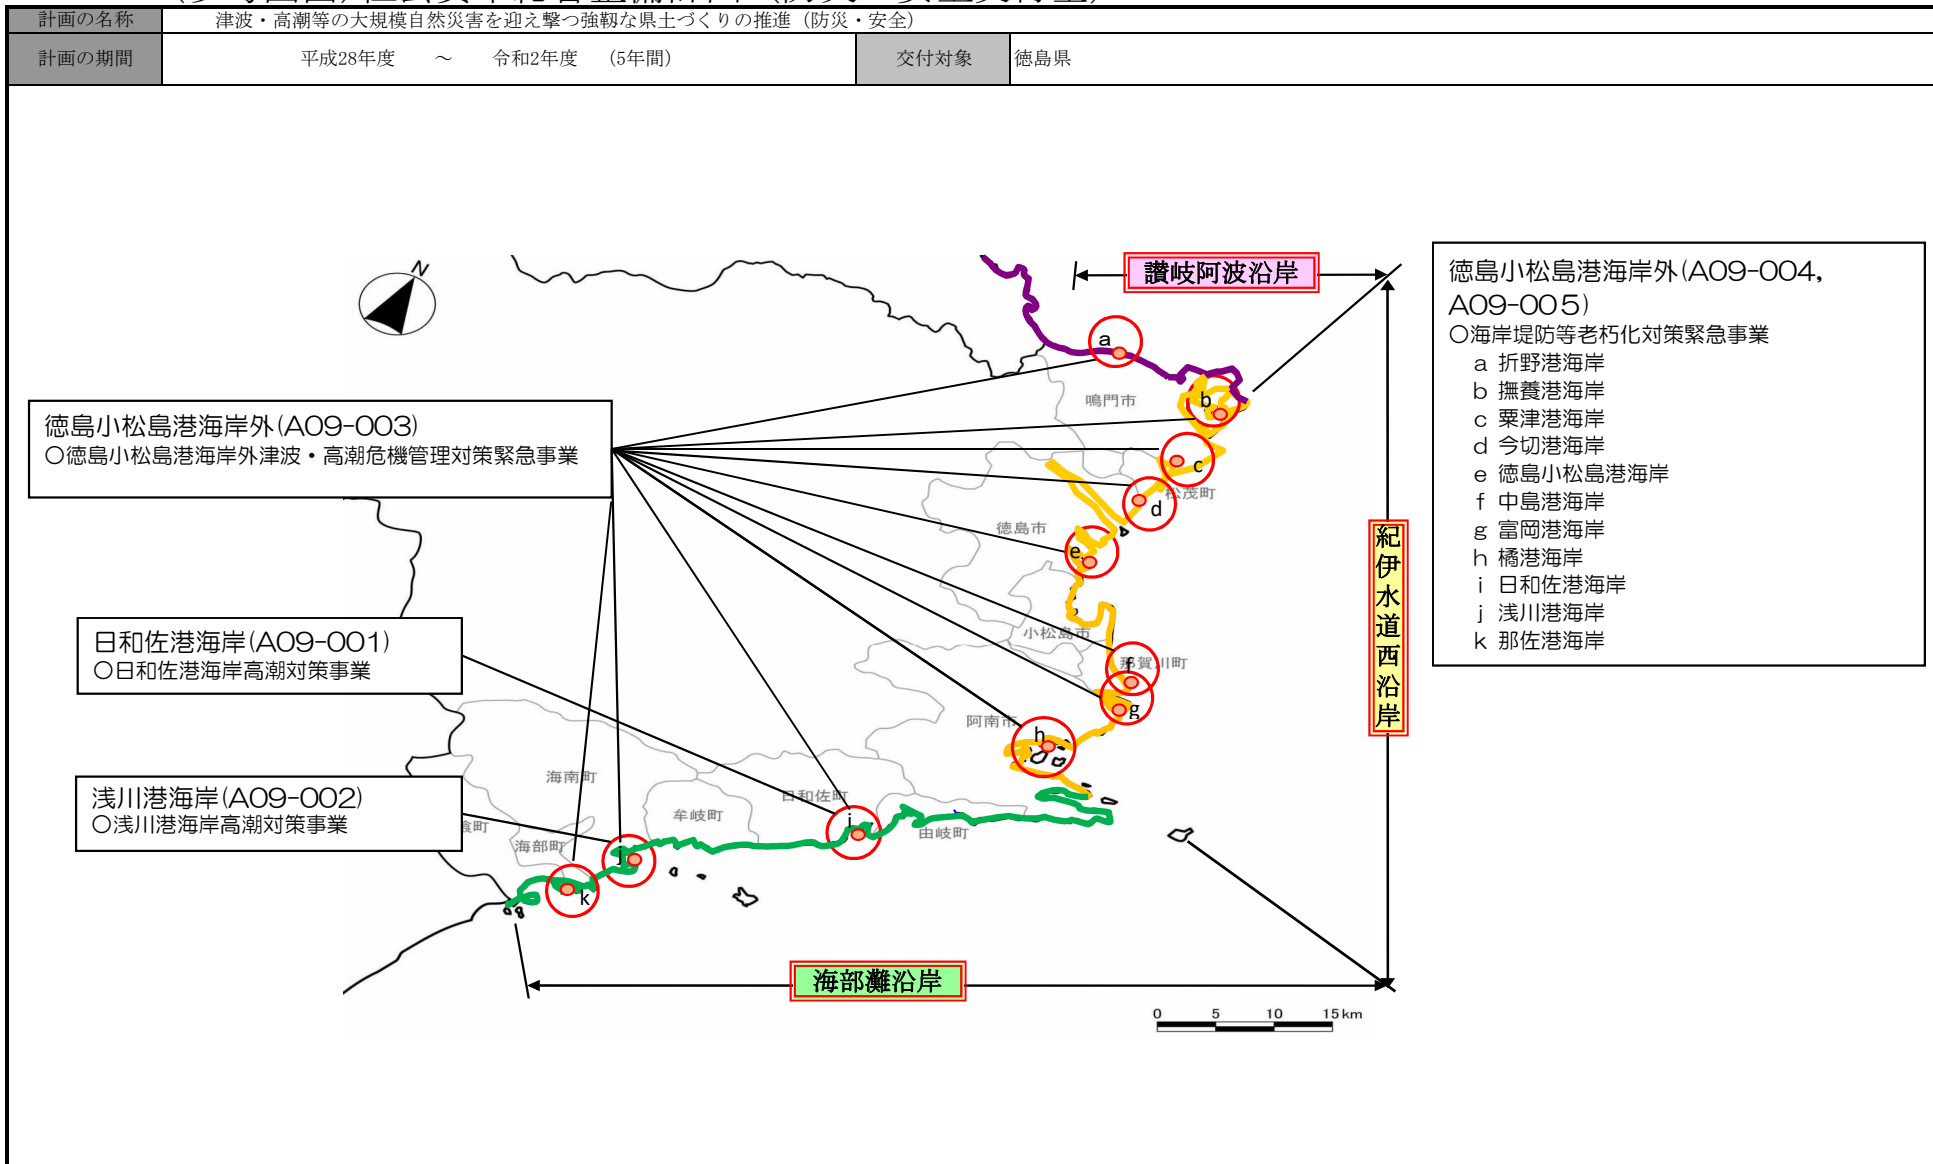 計画の名称
津波・高潮等の大規模自然災害を迎え撃つ強靱な県土づくりの推進（防災・安全）
計画の期間
平成28年度 ～ 令和2年度 （5年間）
交付対象
徳島県
N
讃岐阿波沿岸
徳島小松島港海岸外(A09-004,
A09-005)
○海岸堤防等老朽化対策緊急事業
a 折野港海岸
b 撫養港海岸
c 粟津港海岸
d 今切港海岸
e 徳島小松島港海岸
f 中島港海岸
g 富岡港海岸
h 橘港海岸
i 日和佐港海岸
j 浅川港海岸
k 那佐港海岸
a
鳴門市
b
徳島小松島港海岸外(A09-003)
○徳島小松島港海岸外津波・高潮危機管理対策緊急事業
c
松茂町
d
徳島市
e
紀伊水道西沿岸
小松島市
那賀川町
f
g
日和佐港海岸(A09-001)
○日和佐港海岸高潮対策事業
阿南市
h
海南町
日和佐町
浅川港海岸(A09-002)
○浅川港海岸高潮対策事業
牟岐町
i
由岐町
喰町
海部町
j
k
海部灘沿岸
0 5 10 15km